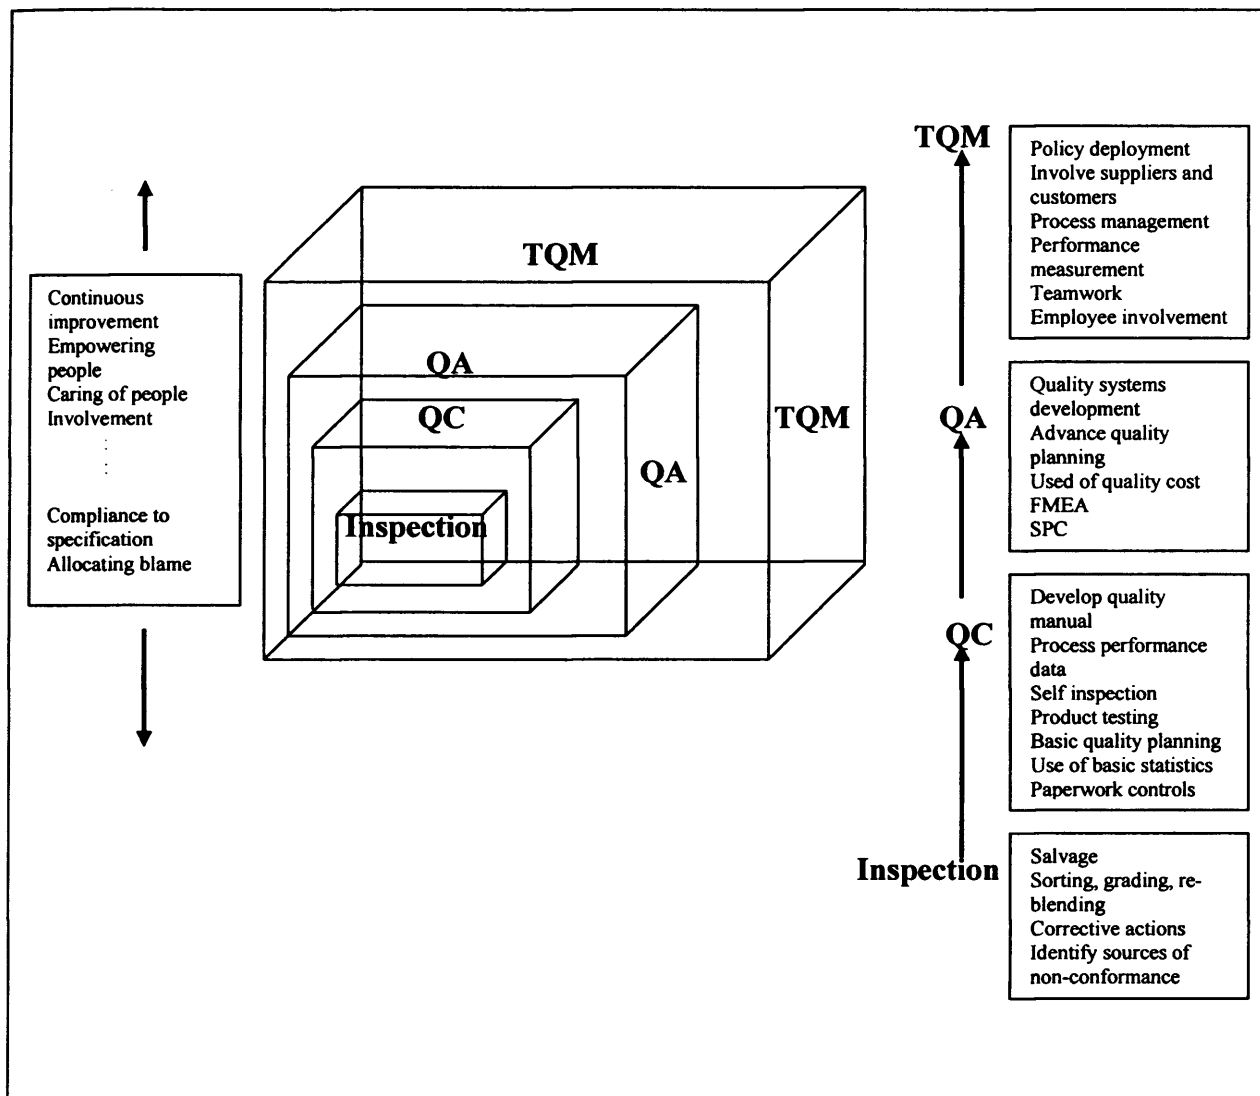 Continuous
improvement
Empowering
people
Caring of people
Involvement
:
:
Compliance to
specification
Allocating blame
TQM
QA
QC
Inspection
QA
TQM
TQM
Policy deployment
Involve suppliers and
customers
Process management
Performance
measurement
Teamwork
Employee involvement
QA
Quality systems
development
Advance quality
planning
Used of quality cost
FMEA
SPC
QC
Develop quality
manual
Process performance
data
Self inspection
Product testing
Basic quality planning
Use of basic statistics
Paperwork controls
Inspection
Salvage
Sorting, grading, re-
blending
Corrective actions
Identify sources of
non-conformance